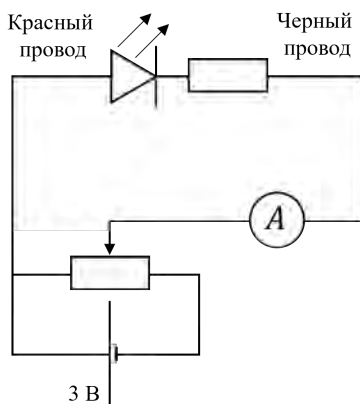 Красный
провод
Черный
провод
A
3 В